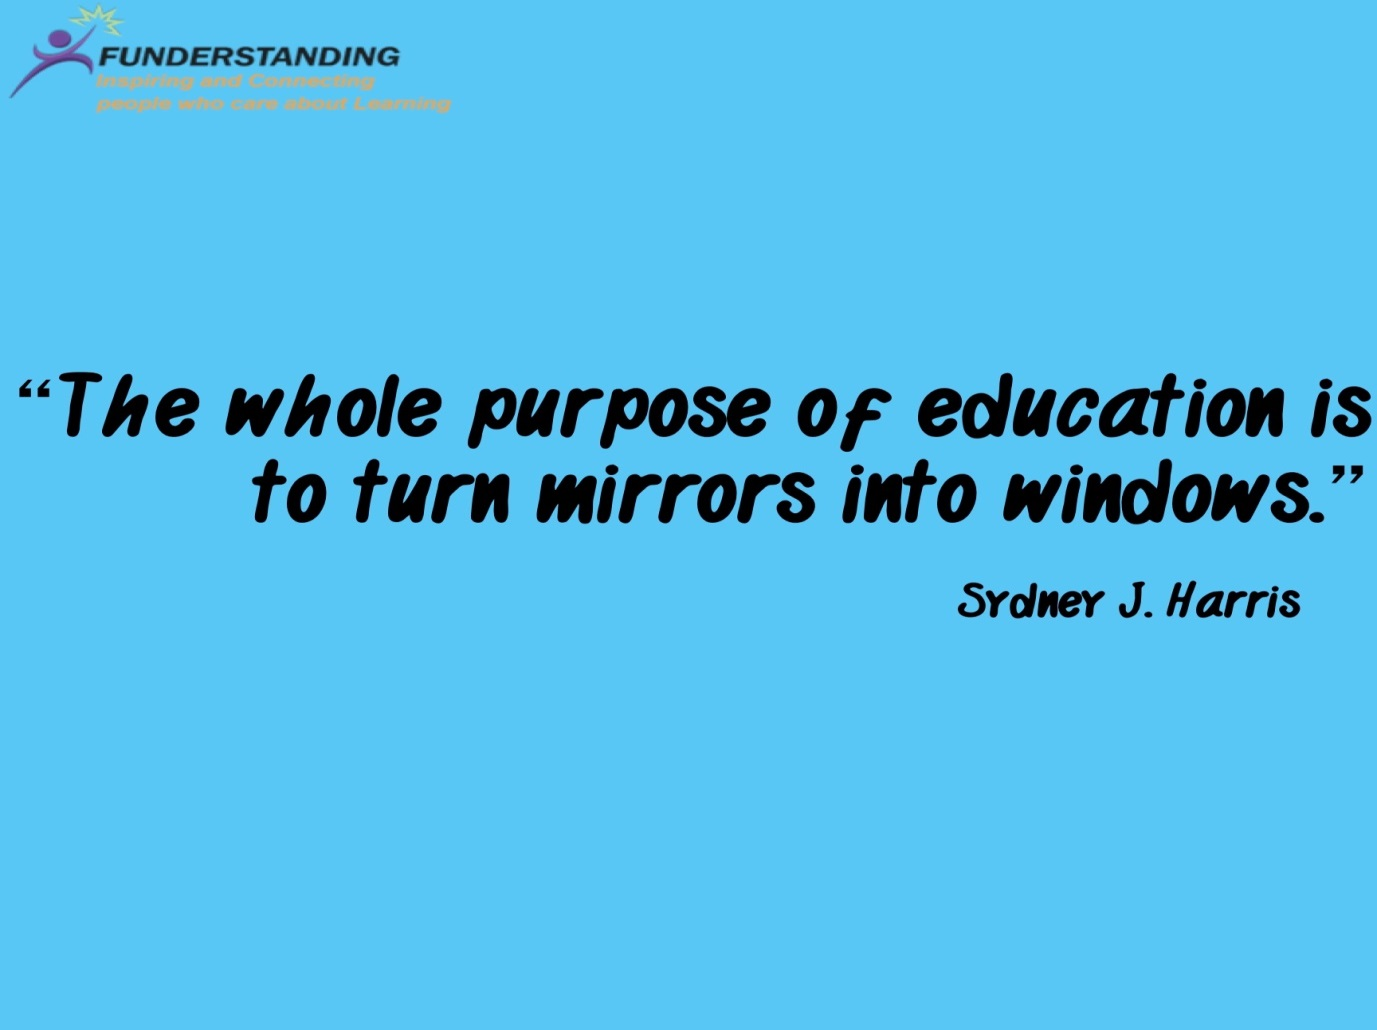 FUNDERSTANDING
Inspiring and Connecting
people who care about Learning
“The whole purpose of education is
to turn mirrors into windows.”
Sydney J. Harris